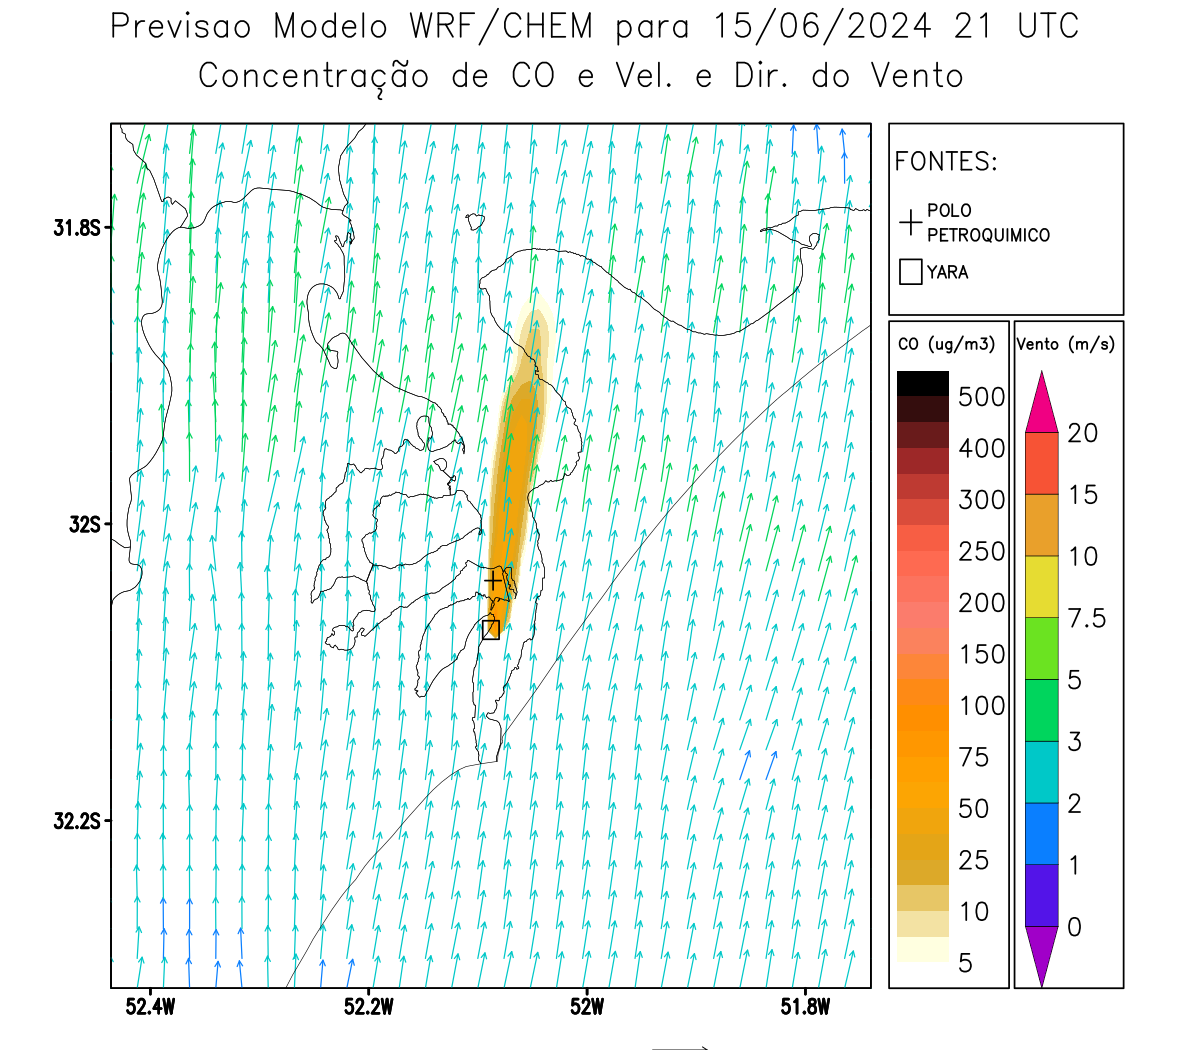 Previsao Modelo WRF/CHEM para 15/06/2024 21 UTC
Concentração de CO e Vel. e Dir. do Vento
FONTES:
POLO
PETROQUIMICO
YARA
31.8S
32S
32.2S
52.4W
52.2W
52W
51.8W
CO (ug/m3)
500
400
300
250
200
150
100
75
50
25
10
5
Vento (m/s)
20
15
10
7.5
5
3
2
1
0